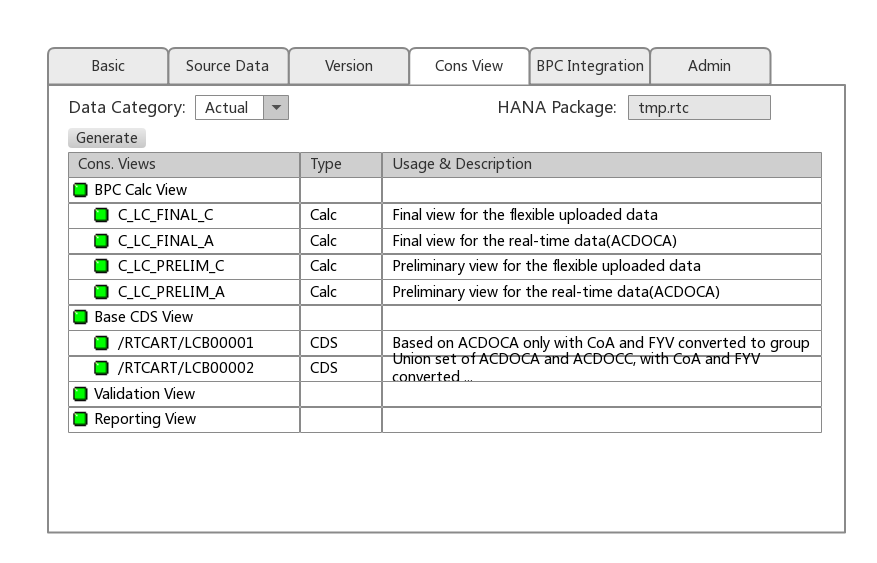 Basic Source Data Version Cons View BPC Integration Admin
Data Category: Actual HANA Package: tmp.rtc
Generate
Cons. Views Type Usage & Description
BPC Calc View
C_LC_FINAL_C Calc Final view for the flexible uploaded data
C_LC_FINAL_A Calc Final view for the real-time data(ACDOCA)
C_LC_PRELIM_C Calc Preliminary view for the flexible uploaded data
C_LC_PRELIM_A Calc Preliminary view for the real-time data(ACDOCA)
Base CDS View
/RTCART/LCB00001 CDS Based on ACDOCA only with CoA and FYV converted to group
/RTCART/LCB00002 CDS Union set of ACDOCA and ACDOCC, with CoA and FYV
converted ...
Validation View
Reporting View